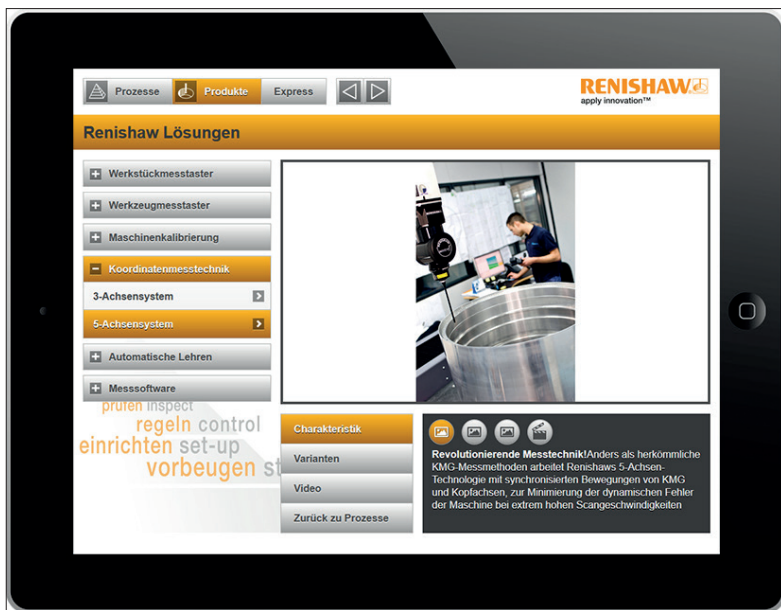 Prozesse
Produkte
Express
RENISHAW
apply innovation™
Renishaw Lösungen
Werkstückmesstaster
Werkzeugmesstaster
Maschinenkalibrierung
Koordinatenmesstechnik
3-Achsensystem
5-Achsensystem
Automatische Lehren
Messsoftware
prüfen inspect
regeln control
einrichten set-up
vorbeugen st
Charakteristik
Varianten
Video
Zurück zu Prozesse
Revolutionierende Messtechnik!Anders als herkömmliche
KMG-Messmethoden arbeitet Renishaws 5-Achsen-
Technologie mit synchronisierten Bewegungen von KMG
und Kopfachsen, zur Minimierung der dynamischen Fehler
der Maschine bei extrem hohen Scangeschwindigkeiten